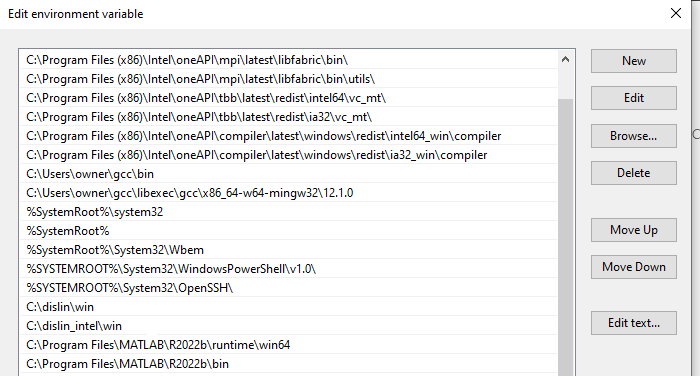 Edit environment variable
C:\Program Files (x86)\Intel\oneAPI\mpi\latest\libfabric\bin\
C:\Program Files (x86)\Intel\oneAPI\mpi\latest\libfabric\bin\utils\
C:\Program Files (x86)\Intel\oneAPI\tbb\latest\redist\intel64\vc_mt\
C:\Program Files (x86)\Intel\oneAPI\tbb\latest\redist\ia32\vc_mt\
C:\Program Files (x86)\Intel\oneAPI\compiler\latest\windows\redist\intel64_win\compiler
C:\Program Files (x86)\Intel\oneAPI\compiler\latest\windows\redist\ia32_win\compiler
C:\Users\owner\gcc\bin
C:\Users\owner\gcc\libexec\gcc\x86_64-w64-mingw32\12.1.0
%SystemRoot%\system32
%SystemRoot%
%SystemRoot%\System32\Wbem
%SYSTEMROOT%\System32\WindowsPowerShell\v1.0\
%SYSTEMROOT%\System32\OpenSSH\
C:\dislin\win
C:\dislin_intel\win
C:\Program Files\MATLAB\R2022b\runtime\win64
C:\Program Files\MATLAB\R2022b\bin
New
Edit
Browse...
Delete
Move Up
Move Down
Edit text...